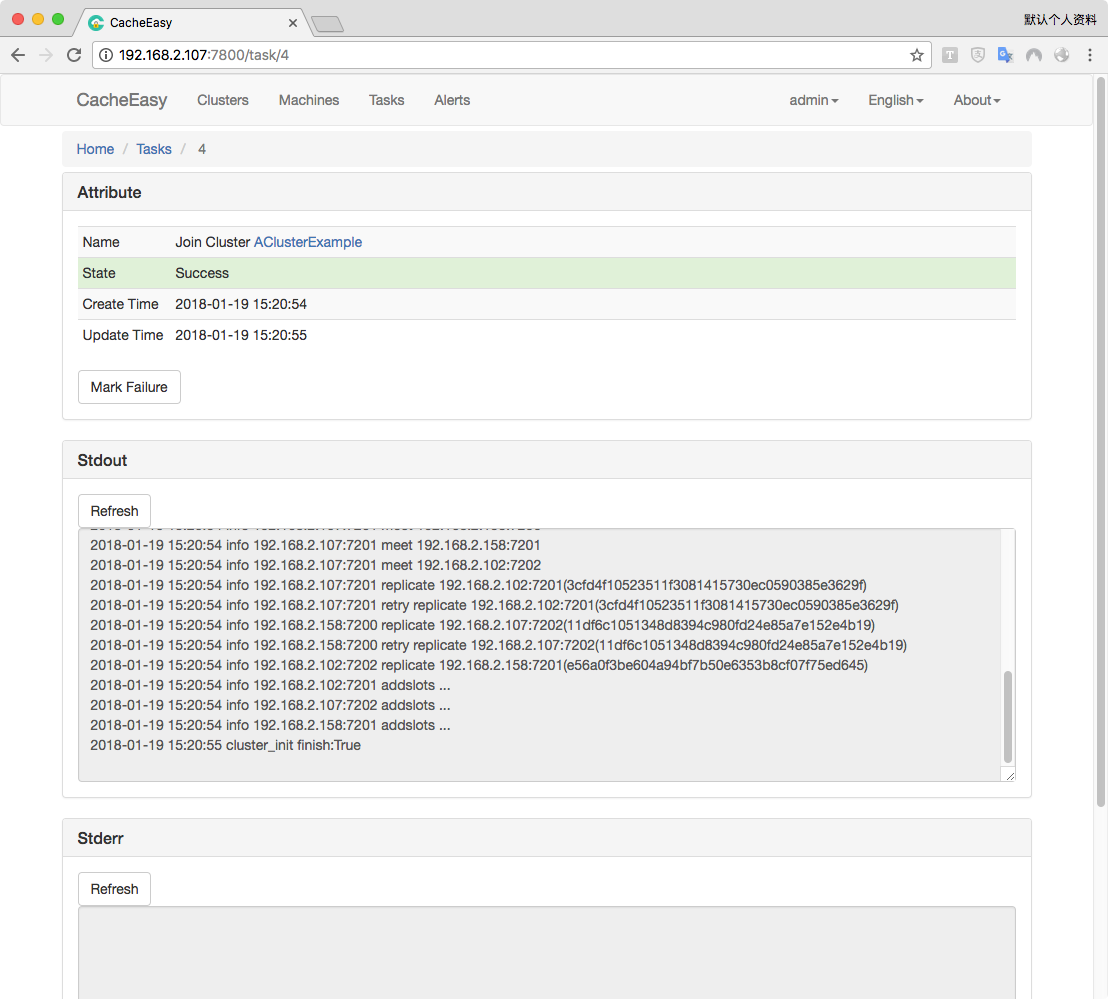 CacheEasy
默认个人资料
192.168.2.107:7800/task/4
CacheEasy Clusters Machines Tasks Alerts admin English About
Home / Tasks / 4
Attribute
Name Join Cluster AClusterExample
State Success
Create Time 2018-01-19 15:20:54
Update Time 2018-01-19 15:20:55
Mark Failure
Stdout
Refresh
2018-01-19 15:20:54 info 192.168.2.107:7201 meet 192.168.2.158:7201
2018-01-19 15:20:54 info 192.168.2.107:7201 meet 192.168.2.102:7202
2018-01-19 15:20:54 info 192.168.2.107:7201 replicate 192.168.2.102:7201(3cfd4f10523511f3081415730ec0590385e3629f)
2018-01-19 15:20:54 info 192.168.2.107:7201 retry replicate 192.168.2.102:7201(3cfd4f10523511f3081415730ec0590385e3629f)
2018-01-19 15:20:54 info 192.168.2.158:7200 replicate 192.168.2.107:7202(11df6c1051348d8394c980fd24e85a7e152e4b19)
2018-01-19 15:20:54 info 192.168.2.158:7200 retry replicate 192.168.2.107:7202(11df6c1051348d8394c980fd24e85a7e152e4b19)
2018-01-19 15:20:54 info 192.168.2.102:7202 replicate 192.168.2.158:7201(e56a0f3be604a94bf7b50e6353b8cf07f75ed645)
2018-01-19 15:20:54 info 192.168.2.102:7201 addslots ...
2018-01-19 15:20:54 info 192.168.2.107:7202 addslots ...
2018-01-19 15:20:54 info 192.168.2.158:7201 addslots ...
2018-01-19 15:20:55 cluster_init finish:True
Stderr
Refresh